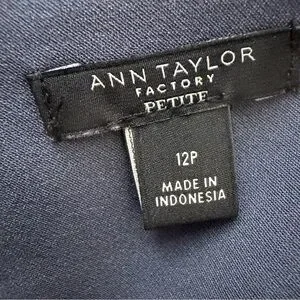 ANN TAYLOR
FACTORY
PETITE
12P
MADE IN
INDONESIA